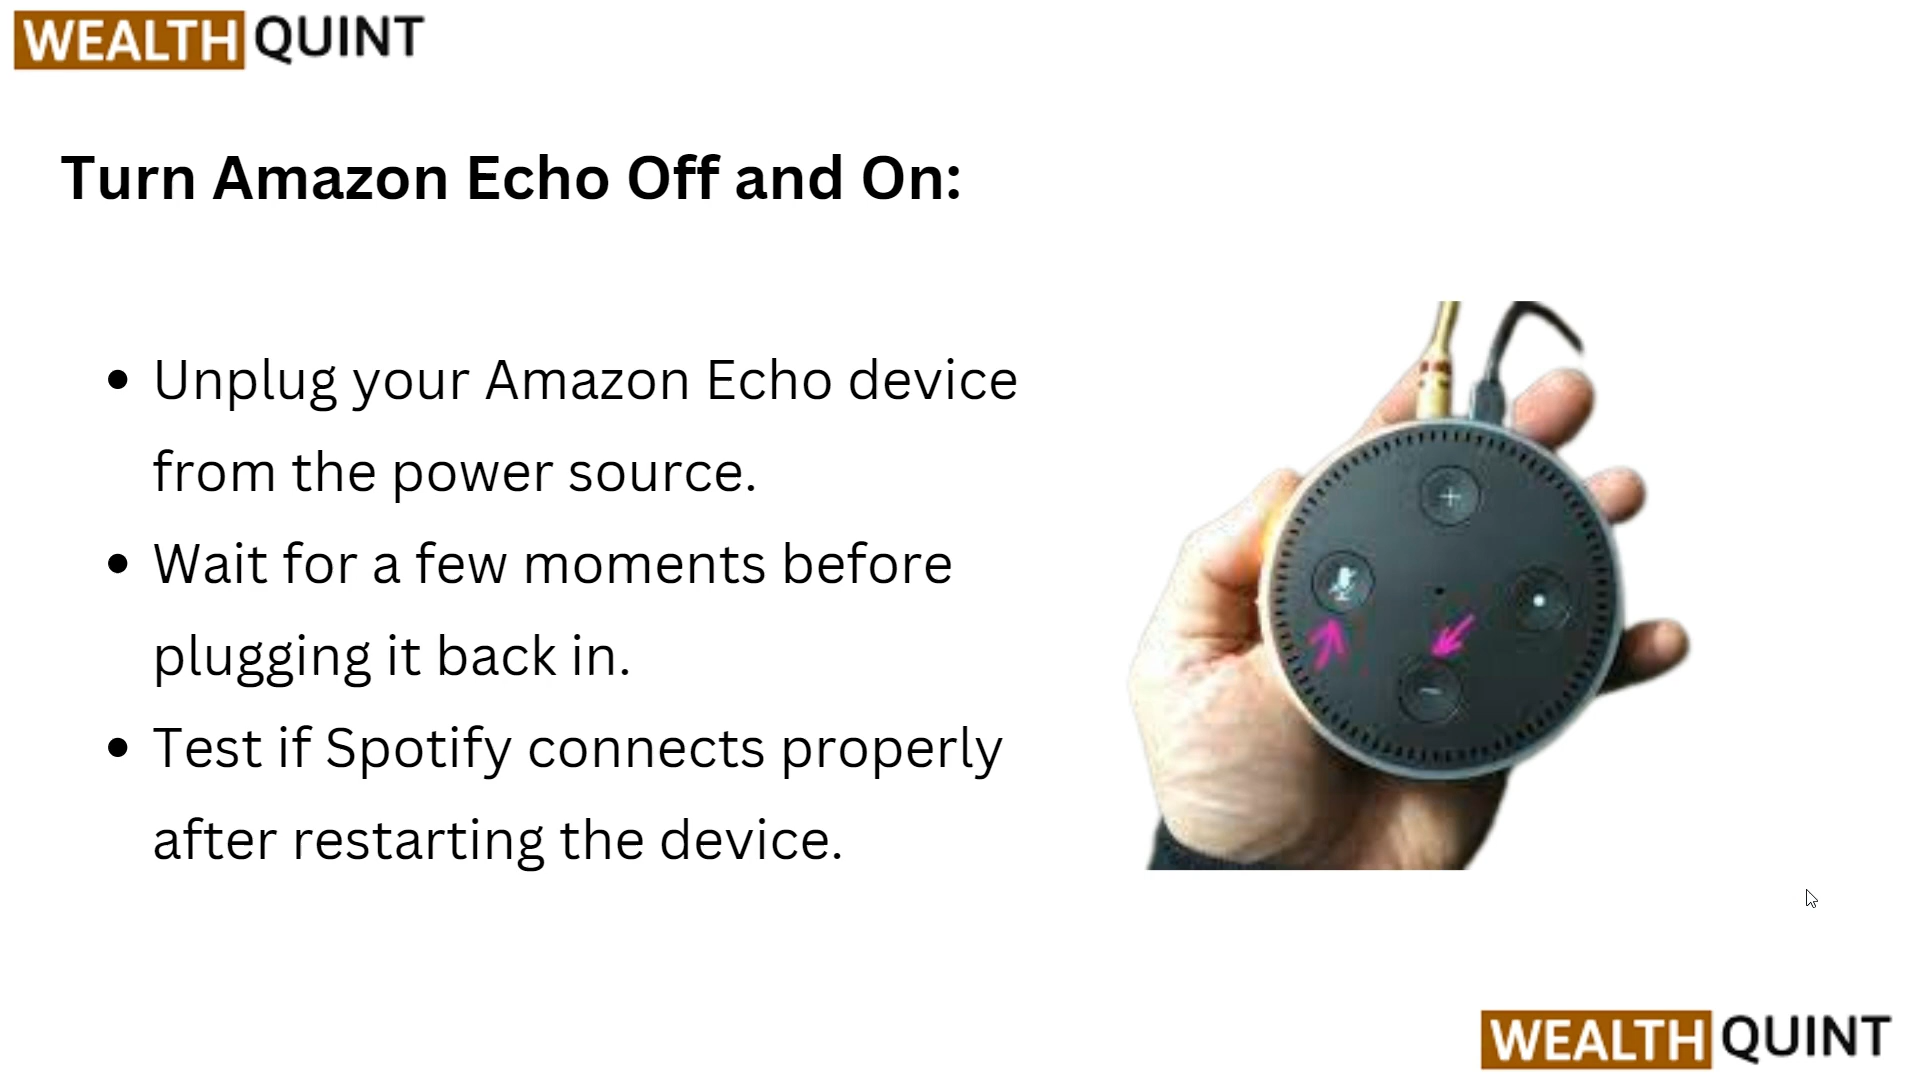 WEALTH QUINT
Turn Amazon Echo Off and On:
• Unplug your Amazon Echo device
from the power source.
• Wait for a few moments before
plugging it back in.
• Test if Spotify connects properly
after restarting the device.
WEALTH QUINT